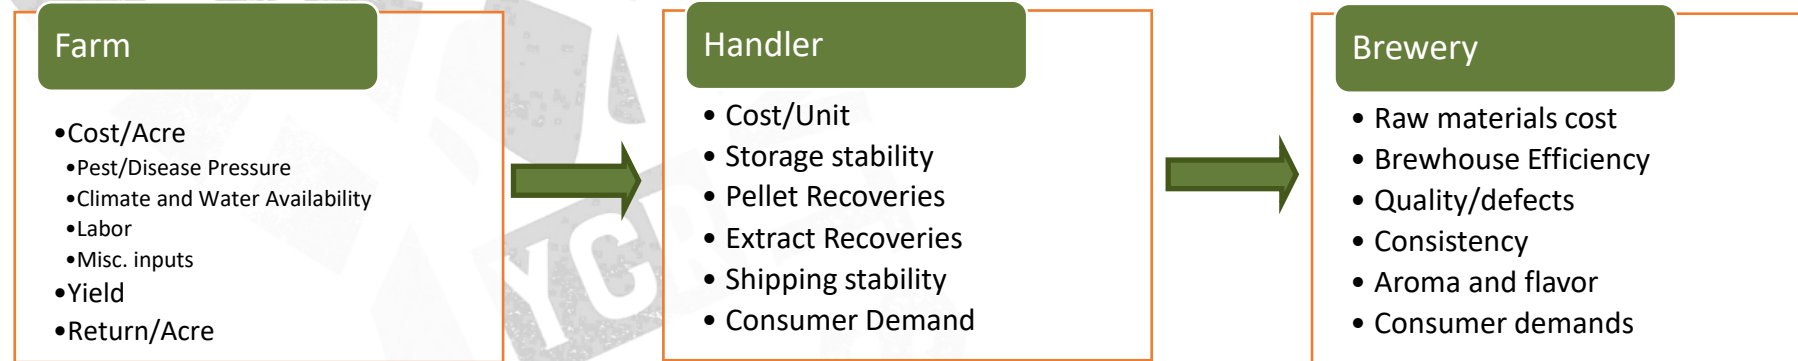 Farm
•Cost/Acre
•Pest/Disease Pressure
•Climate and Water Availability
•Labor
•Misc. inputs
•Yield
•Return/Acre
Handler
• Cost/Unit
• Storage stability
• Pellet Recoveries
• Extract Recoveries
• Shipping stability
• Consumer Demand
Brewery
• Raw materials cost
• Brewhouse Efficiency
• Quality/defects
• Consistency
• Aroma and flavor
• Consumer demands